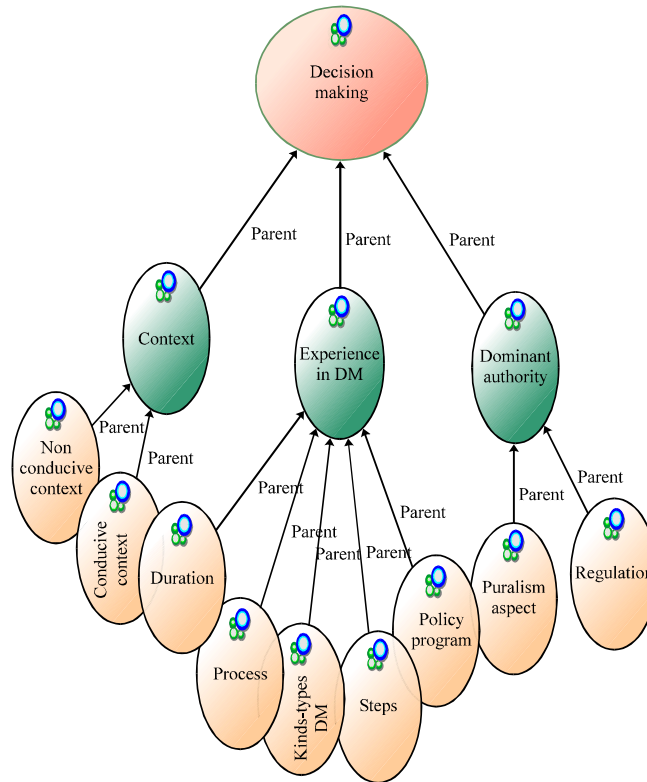 Decision
making
Parent
Parent
Parent
Context
Experience
in DM
Dominant
authority
Non
conducive
context
Parent
Parent
Conducive
context
Duration
Parent
Parent
Parent
Parent
Parent
Parent
Parent
Process
Kinds-types
DM
Steps
Policy
program
Puralism
aspect
Regulation